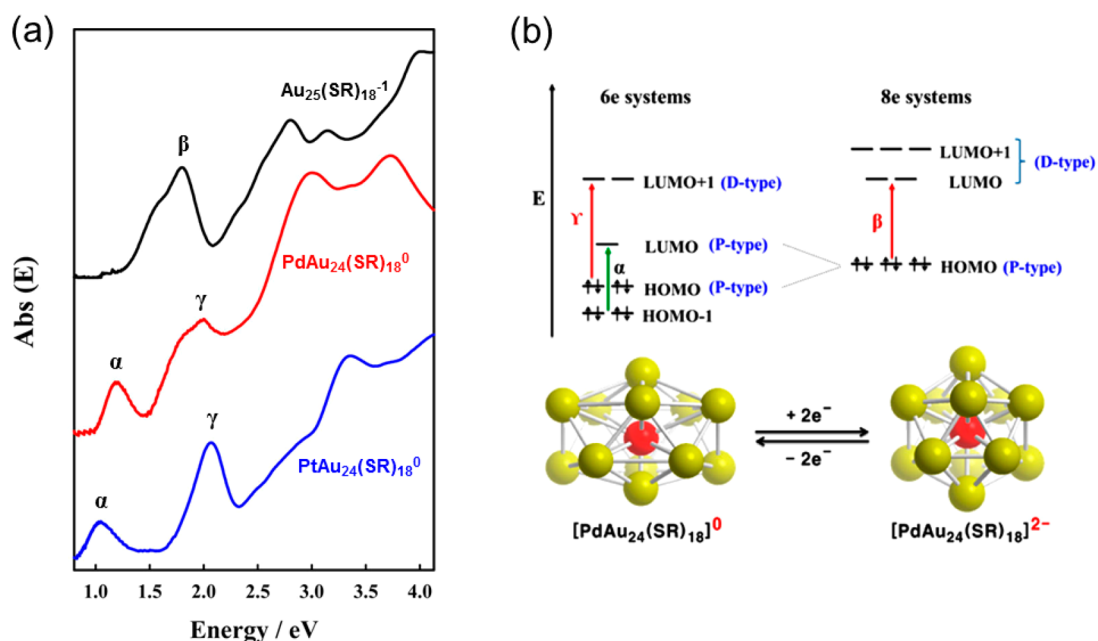 (a)
Abs (E)
Au₂₅(SR)₁₈⁻¹
β
PdAu₂₄(SR)₁₈⁰
α
γ
PtAu₂₄(SR)₁₈⁰
α
γ
1.0 1.5 2.0 2.5 3.0 3.5 4.0
Energy / eV
(b)
E
6e systems
8e systems
LUMO+1 (D-type)
LUMO (P-type)
HOMO (P-type)
HOMO-1
ϒ
α
LUMO+1
LUMO
(D-type)
β
HOMO (P-type)
+ 2e⁻
− 2e⁻
[PdAu₂₄(SR)₁₈]⁰
[PdAu₂₄(SR)₁₈]²⁻